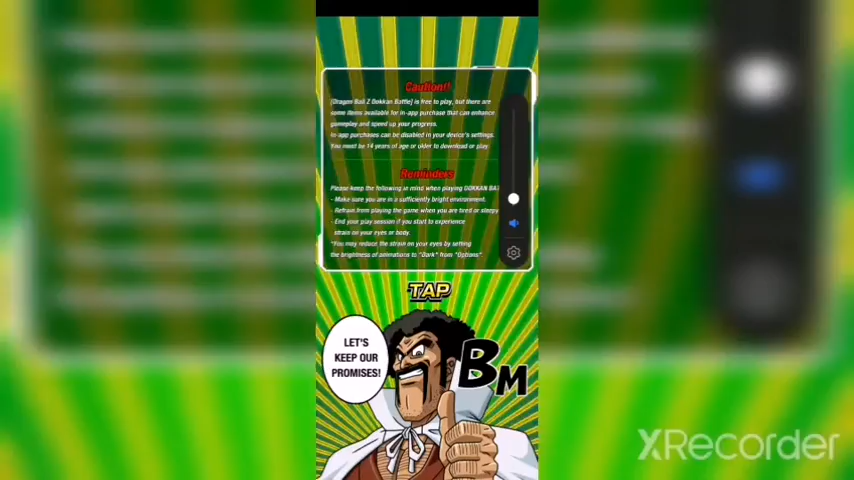 Caution!!
[Dragon Ball Z Dokkan Battle] is free to play, but there are
some items available for in-app purchase that can enhance
gameplay and speed up your progress.
In-app purchases can be disabled in your device's settings.
You must be 14 years of age or older to download or play.
Reminders
Please keep the following in mind when playing DOKKAN BA
- Make sure you are in a sufficiently bright environment.
- Refrain from playing the game when you are tired or sleepy
- End your play session if you start to experience
strain on your eyes or body.
*You may reduce the strain on your eyes by setting
the brightness of animations to "Dark" from "Options".
TAP
LET'S
KEEP OUR
PROMISES!
BM
XRecorder